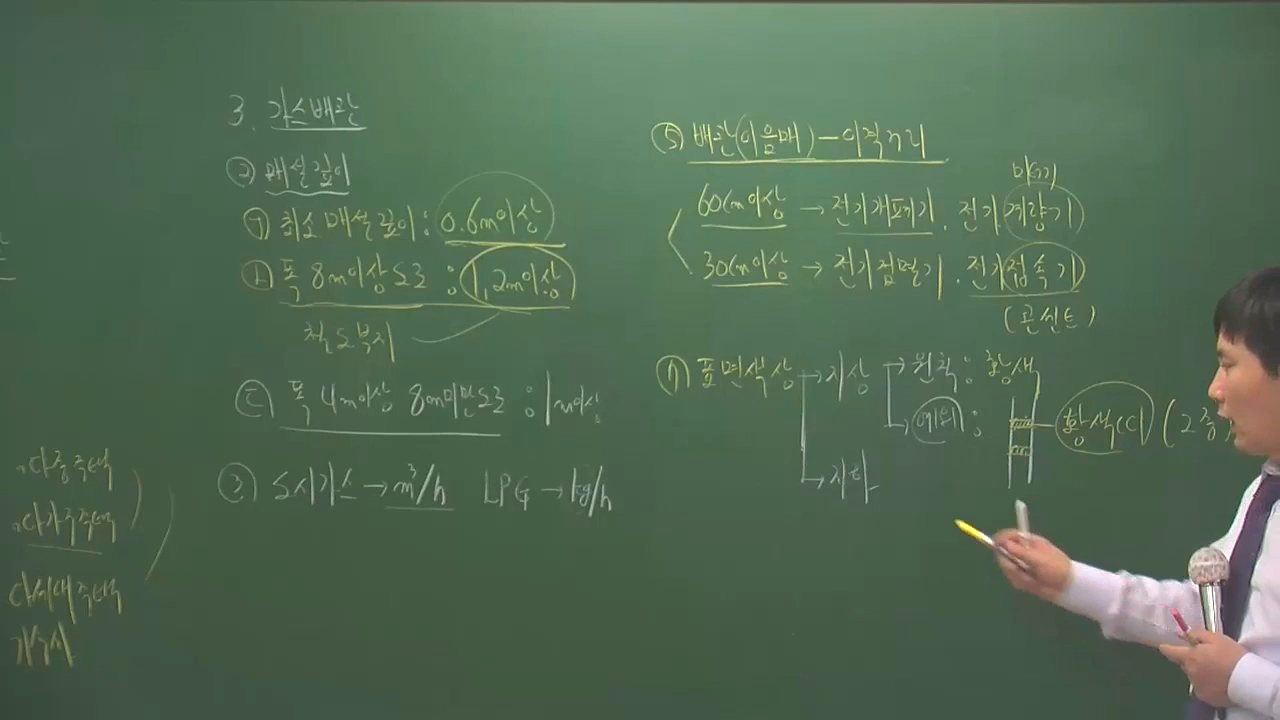 3. 가스배관
② 매설깊이
㉠ 최소매설깊이 : 0.6m이상
㉡ 폭 8m이상도로 : 1.2m이상
철도부지
㉢ 폭 4m이상 8m미만도로 : 1m이상
③ 도시가스 → m³/h LPG → kg/h
다중주택
다가구주택
다세대주택
기숙사
⑤ 배관(이음매) - 이격거리
60cm이상 → 전기개폐기. 전기계량기
미터기
30cm이상 → 전기점멸기. 전기접속기
(콘센트)
표면색상 → 지상 → 원칙 : 황색
→ 예외 : 황색띠 (2중)
→ 지하